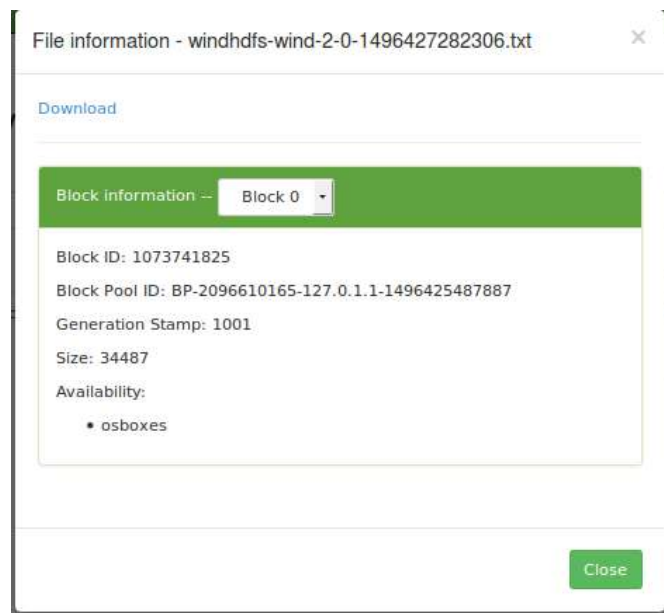 File information - windhdfs-wind-2-0-1496427282306.txt ×
Download
Block information -- Block 0
Block ID: 1073741825
Block Pool ID: BP-2096610165-127.0.1.1-1496425487887
Generation Stamp: 1001
Size: 34487
Availability:
• osboxes
Close